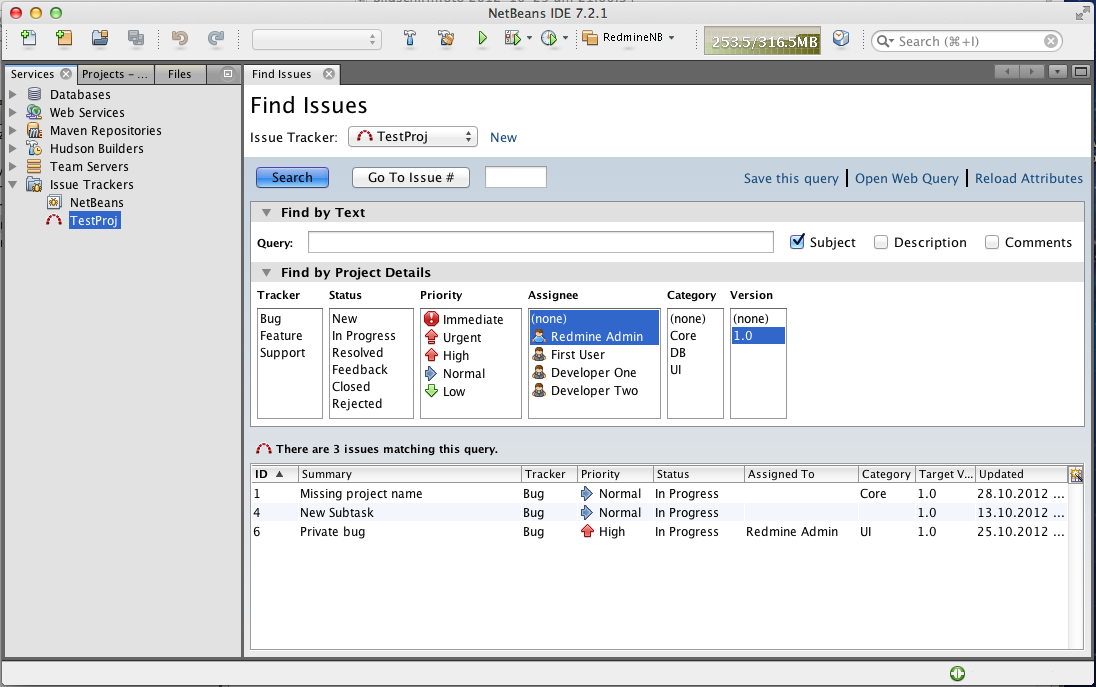 NetBeans IDE 7.2.1
RedmineNB
253.5/316.5MB
Search (⌘+I)
Services
Projects – ...
Files
Find Issues
Databases
Web Services
Maven Repositories
Hudson Builders
Team Servers
Issue Trackers
NetBeans
TestProj
Find Issues
Issue Tracker: TestProj New
Search Go To Issue # Save this query Open Web Query Reload Attributes
Find by Text
Query: Subject Description Comments
Find by Project Details
Tracker Status Priority Assignee Category Version
Bug
Feature
Support
New
In Progress
Resolved
Feedback
Closed
Rejected
Immediate
Urgent
High
Normal
Low
(none)
Redmine Admin
First User
Developer One
Developer Two
(none)
Core
DB
UI
(none)
1.0
There are 3 issues matching this query.
ID Summary Tracker Priority Status Assigned To Category Target V... Updated
1 Missing project name Bug Normal In Progress Core 1.0 28.10.2012 ...
4 New Subtask Bug Normal In Progress 1.0 13.10.2012 ...
6 Private bug Bug High In Progress Redmine Admin UI 1.0 25.10.2012 ...